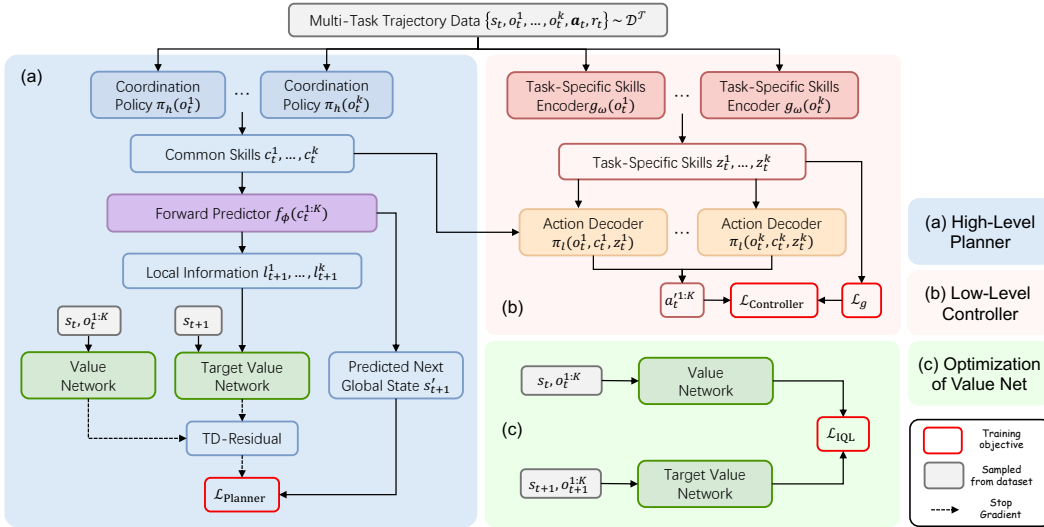 Multi-Task Trajectory Data {s_t, o_t^1, ..., o_t^k, a_t, r_t} ~ D^T
(a)
Coordination
Policy π_h(o_t^1)
...
Coordination
Policy π_h(o_t^k)
Common Skills c_t^1, ..., c_t^k
Forward Predictor f_ϕ(c_t^{1:K})
Local Information l_{t+1}^1, ..., l_{t+1}^k
s_t, o_t^{1:K}
s_{t+1}
Value
Network
Target Value
Network
Predicted Next
Global State s'_{t+1}
TD-Residual
L_Planner
Task-Specific Skills
Encoder g_ω(o_t^1)
...
Task-Specific Skills
Encoder g_ω(o_t^k)
Task-Specific Skills z_t^1, ..., z_t^k
Action Decoder
π_l(o_t^1, c_t^1, z_t^1)
...
Action Decoder
π_l(o_t^k, c_t^k, z_t^k)
(b)
a'_t^{1:K}
L_Controller
L_g
(c)
s_t, o_t^{1:K}
Value
Network
L_IQL
s_{t+1}, o_{t+1}^{1:K}
Target Value
Network
(a) High-Level
Planner
(b) Low-Level
Controller
(c) Optimization
of Value Net
Training
objective
Sampled
from dataset
Stop
Gradient